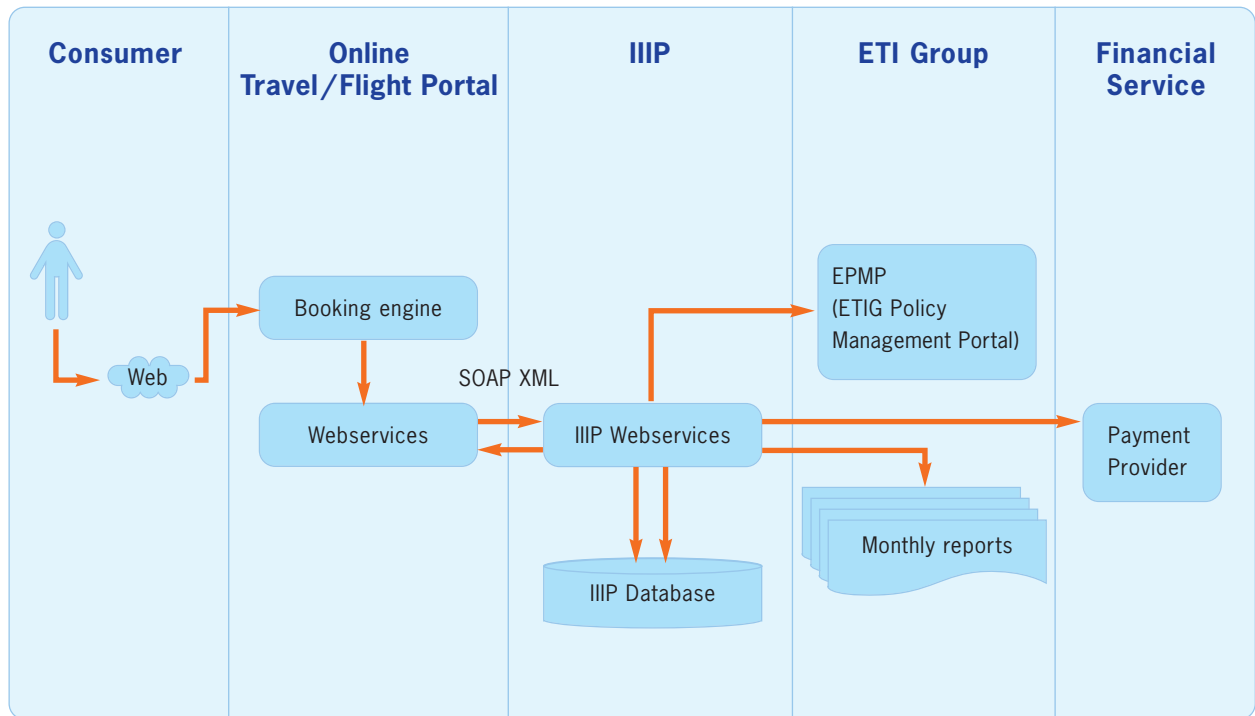 Consumer
Online
Travel/Flight Portal
IIIP
ETI Group
Financial
Service
Web
Booking engine
Webservices
SOAP XML
IIIP Webservices
IIIP Database
EPMP
(ETIG Policy
Management Portal)
Monthly reports
Payment
Provider